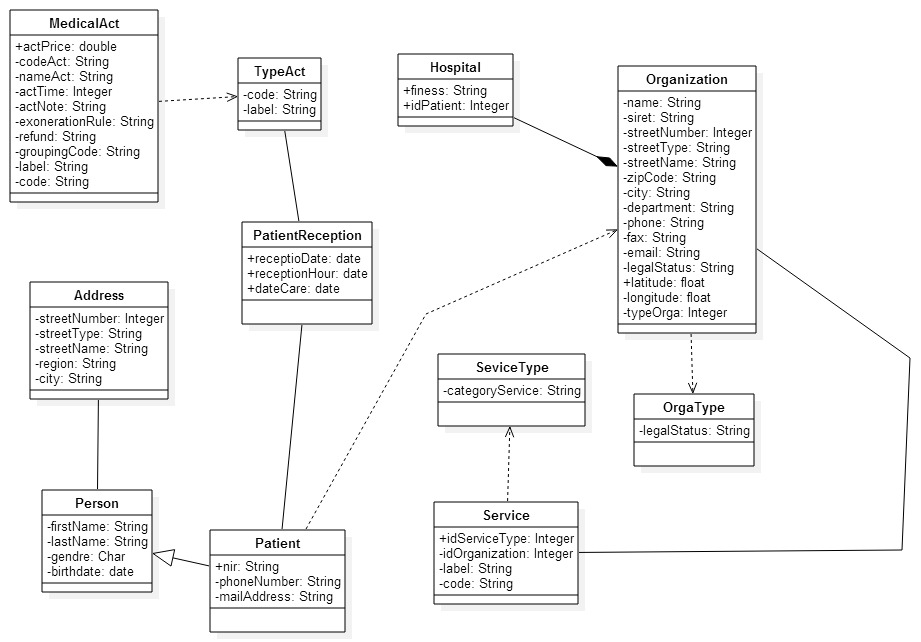 MedicalAct
+actPrice: double
-codeAct: String
-nameAct: String
-actTime: Integer
-actNote: String
-exonerationRule: String
-refund: String
-groupingCode: String
-label: String
-code: String
TypeAct
-code: String
-label: String
Hospital
+finess: String
+idPatient: Integer
Organization
-name: String
-siret: String
-streetNumber: Integer
-streetType: String
-streetName: String
-zipCode: String
-city: String
-department: String
-phone: String
-fax: String
-email: String
-legalStatus: String
+latitude: float
-longitude: float
-typeOrga: Integer
PatientReception
+receptioDate: date
+receptionHour: date
+dateCare: date
Address
-streetNumber: Integer
-streetType: String
-streetName: String
-region: String
-city: String
SeviceType
-categoryService: String
OrgaType
-legalStatus: String
Person
-firstName: String
-lastName: String
-gendre: Char
-birthdate: date
Patient
+nir: String
-phoneNumber: String
-mailAddress: String
Service
+idServiceType: Integer
-idOrganization: Integer
-label: String
-code: String